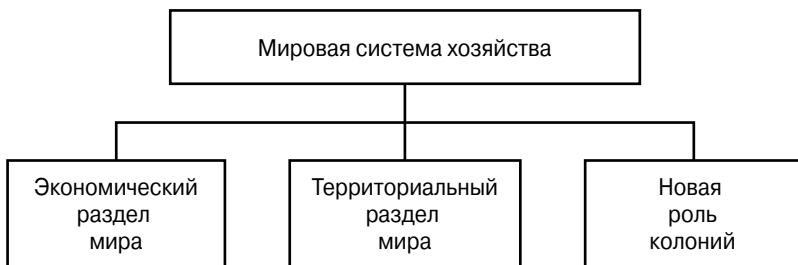 Мировая система хозяйства
Экономический
раздел
мира
Территориальный
раздел
мира
Новая
роль
колоний